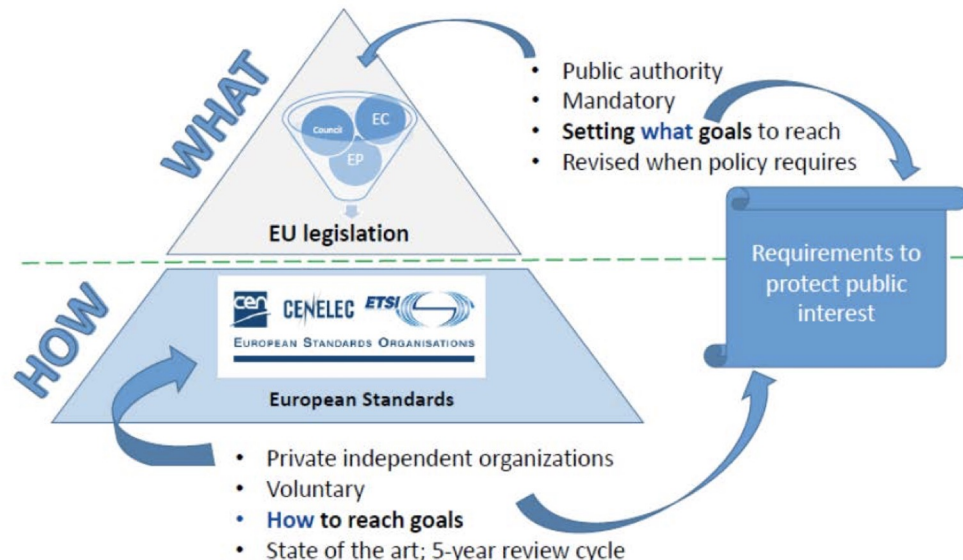 WHAT
Council
EC
EP
EU legislation
• Public authority
• Mandatory
• Setting what goals to reach
• Revised when policy requires
Requirements to
protect public
interest
HOW
cen
CENELEC
ETSI
EUROPEAN STANDARDS ORGANISATIONS
European Standards
• Private independent organizations
• Voluntary
• How to reach goals
• State of the art; 5-year review cycle